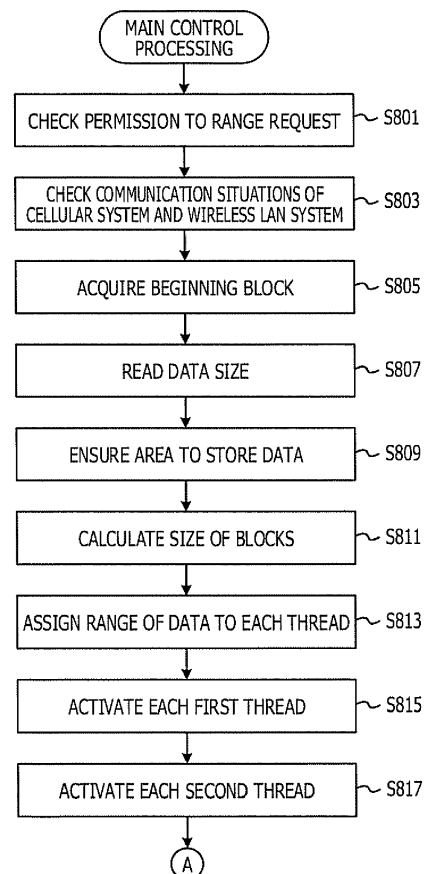 MAIN CONTROL
PROCESSING
CHECK PERMISSION TO RANGE REQUEST
S801
CHECK COMMUNICATION SITUATIONS OF
CELLULAR SYSTEM AND WIRELESS LAN SYSTEM
S803
ACQUIRE BEGINNING BLOCK
S805
READ DATA SIZE
S807
ENSURE AREA TO STORE DATA
S809
CALCULATE SIZE OF BLOCKS
S811
ASSIGN RANGE OF DATA TO EACH THREAD
S813
ACTIVATE EACH FIRST THREAD
S815
ACTIVATE EACH SECOND THREAD
S817
A